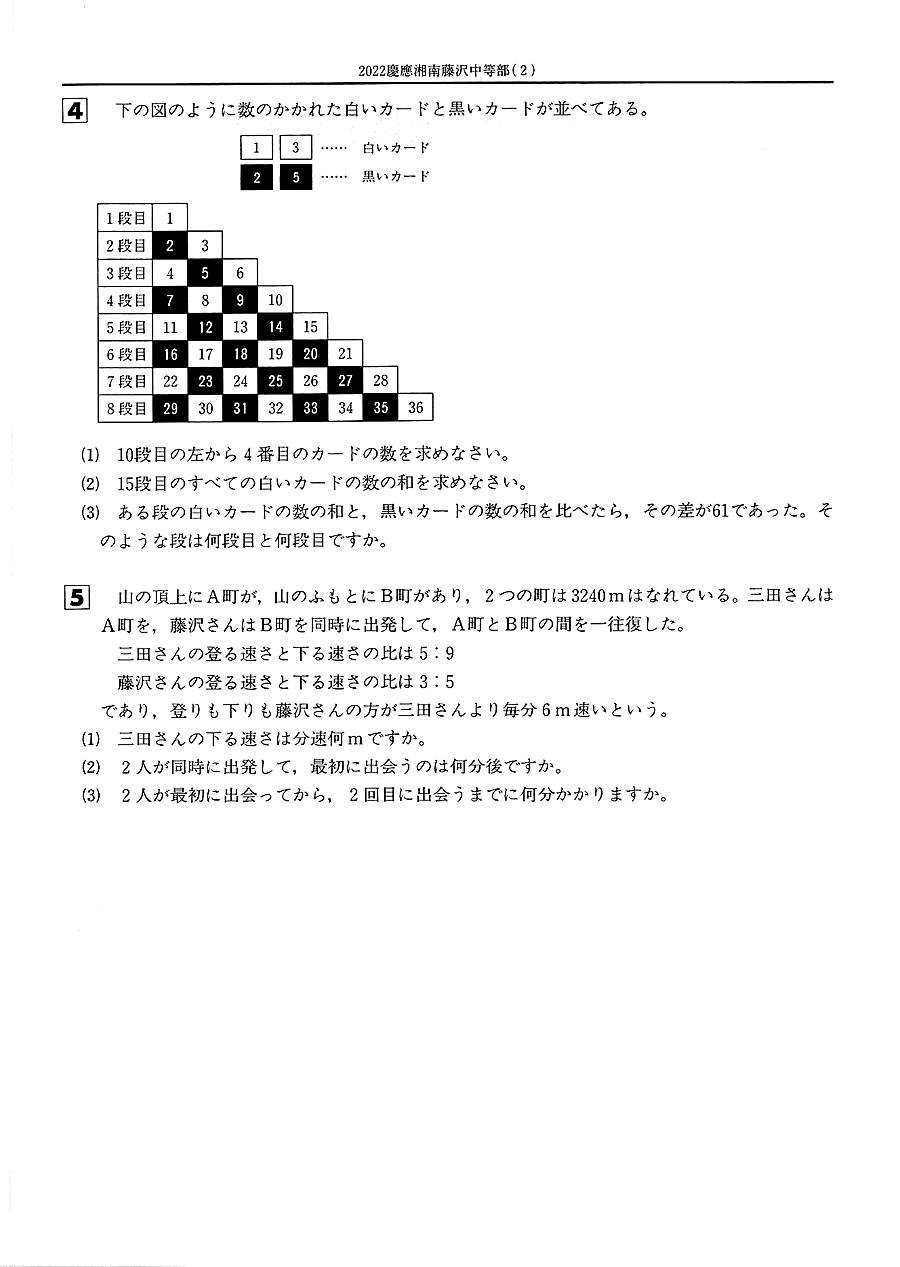 2022慶應湘南藤沢中等部(2)
4 下の図のように数のかかれた白いカードと黒いカードが並べてある。
1 3 …… 白いカード
2 5 …… 黒いカード
1段目 1
2段目 2 3
3段目 4 5 6
4段目 7 8 9 10
5段目 11 12 13 14 15
6段目 16 17 18 19 20 21
7段目 22 23 24 25 26 27 28
8段目 29 30 31 32 33 34 35 36
(1) 10段目の左から4番目のカードの数を求めなさい。
(2) 15段目のすべての白いカードの数の和を求めなさい。
(3) ある段の白いカードの数の和と，黒いカードの数の和を比べたら，その差が61であった。そ
のような段は何段目と何段目ですか。
5 山の頂上にA町が，山のふもとにB町があり，2つの町は3240mはなれている。三田さんは
A町を，藤沢さんはB町を同時に出発して，A町とB町の間を一往復した。
三田さんの登る速さと下る速さの比は5：9
藤沢さんの登る速さと下る速さの比は3：5
であり，登りも下りも藤沢さんの方が三田さんより毎分6m速いという。
(1) 三田さんの下る速さは分速何mですか。
(2) 2人が同時に出発して，最初に出会うのは何分後ですか。
(3) 2人が最初に出会ってから，2回目に出会うまでに何分かかりますか。